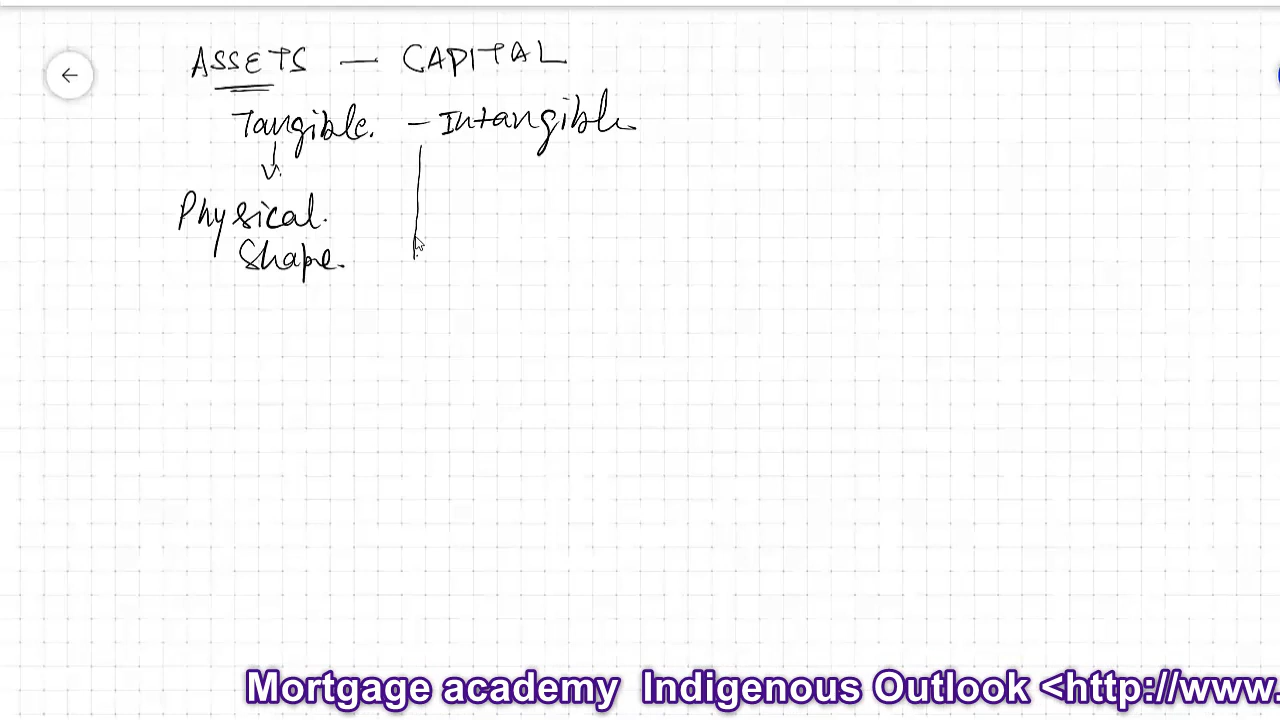 ASSETS — CAPITAL
Tangible. - Intangible
Physical.
Shape.
Mortgage academy Indigenous Outlook <http://www.